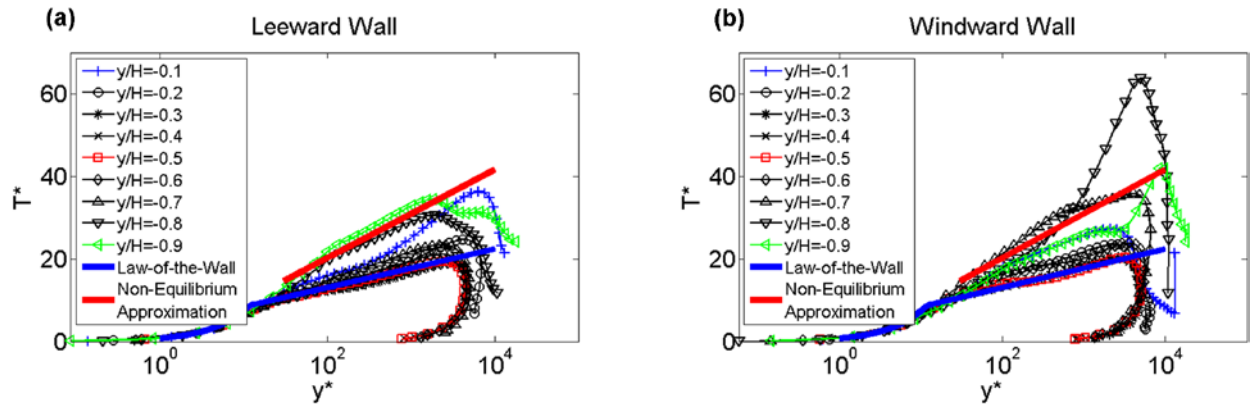 (a)
Leeward Wall
T*
60
40
20
0
y/H=-0.1
y/H=-0.2
y/H=-0.3
y/H=-0.4
y/H=-0.5
y/H=-0.6
y/H=-0.7
y/H=-0.8
y/H=-0.9
Law-of-the-Wall
Non-Equilibrium
Approximation
10^0
10^2
10^4
y*
(b)
Windward Wall
T*
60
40
20
0
y/H=-0.1
y/H=-0.2
y/H=-0.3
y/H=-0.4
y/H=-0.5
y/H=-0.6
y/H=-0.7
y/H=-0.8
y/H=-0.9
Law-of-the-Wall
Non-Equilibrium
Approximation
10^0
10^2
10^4
y*